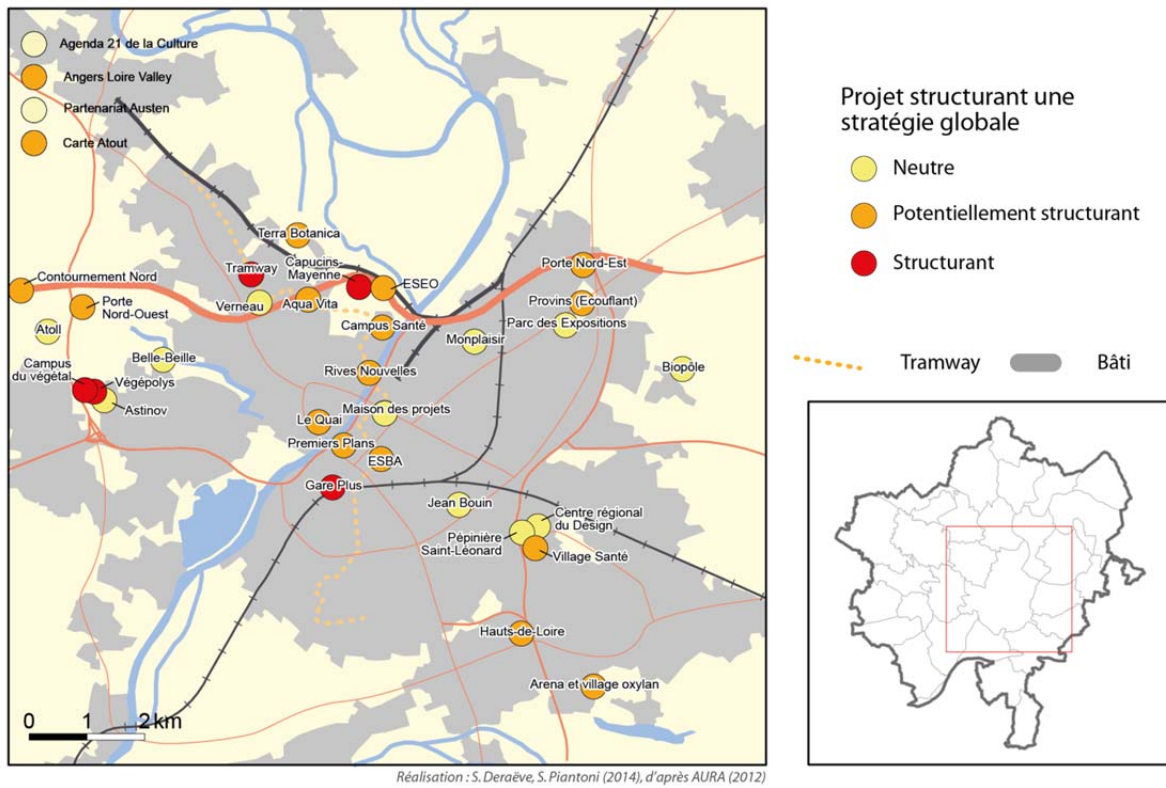 Agenda 21 de la Culture
Angers Loire Valley
Partenariat Austen
Carte Atout
Terra Botanica
Tramway
Capucins-
Mayenne
ESEO
Porte Nord-Est
Contournement Nord
Porte
Nord-Ouest
Verneau
Aqua Vita
Campus Santé
Provins (Ecouflant)
Parc des Expositions
Atoll
Monplaisir
Belle-Beille
Biopôle
Campus
du végétal
Végépolys
Astinov
Rives Nouvelles
Maison des projets
Le Quai
Premiers Plans
ESBA
Gare Plus
Jean Bouin
Centre régional
du Design
Pépinière
Saint-Léonard
Village Santé
Hauts-de-Loire
Arena et village oxylan
0 1 2 km
Réalisation : S. Deraëve, S. Piantoni (2014), d'après AURA (2012)
Projet structurant une
stratégie globale
Neutre
Potentiellement structurant
Structurant
Tramway
Bâti